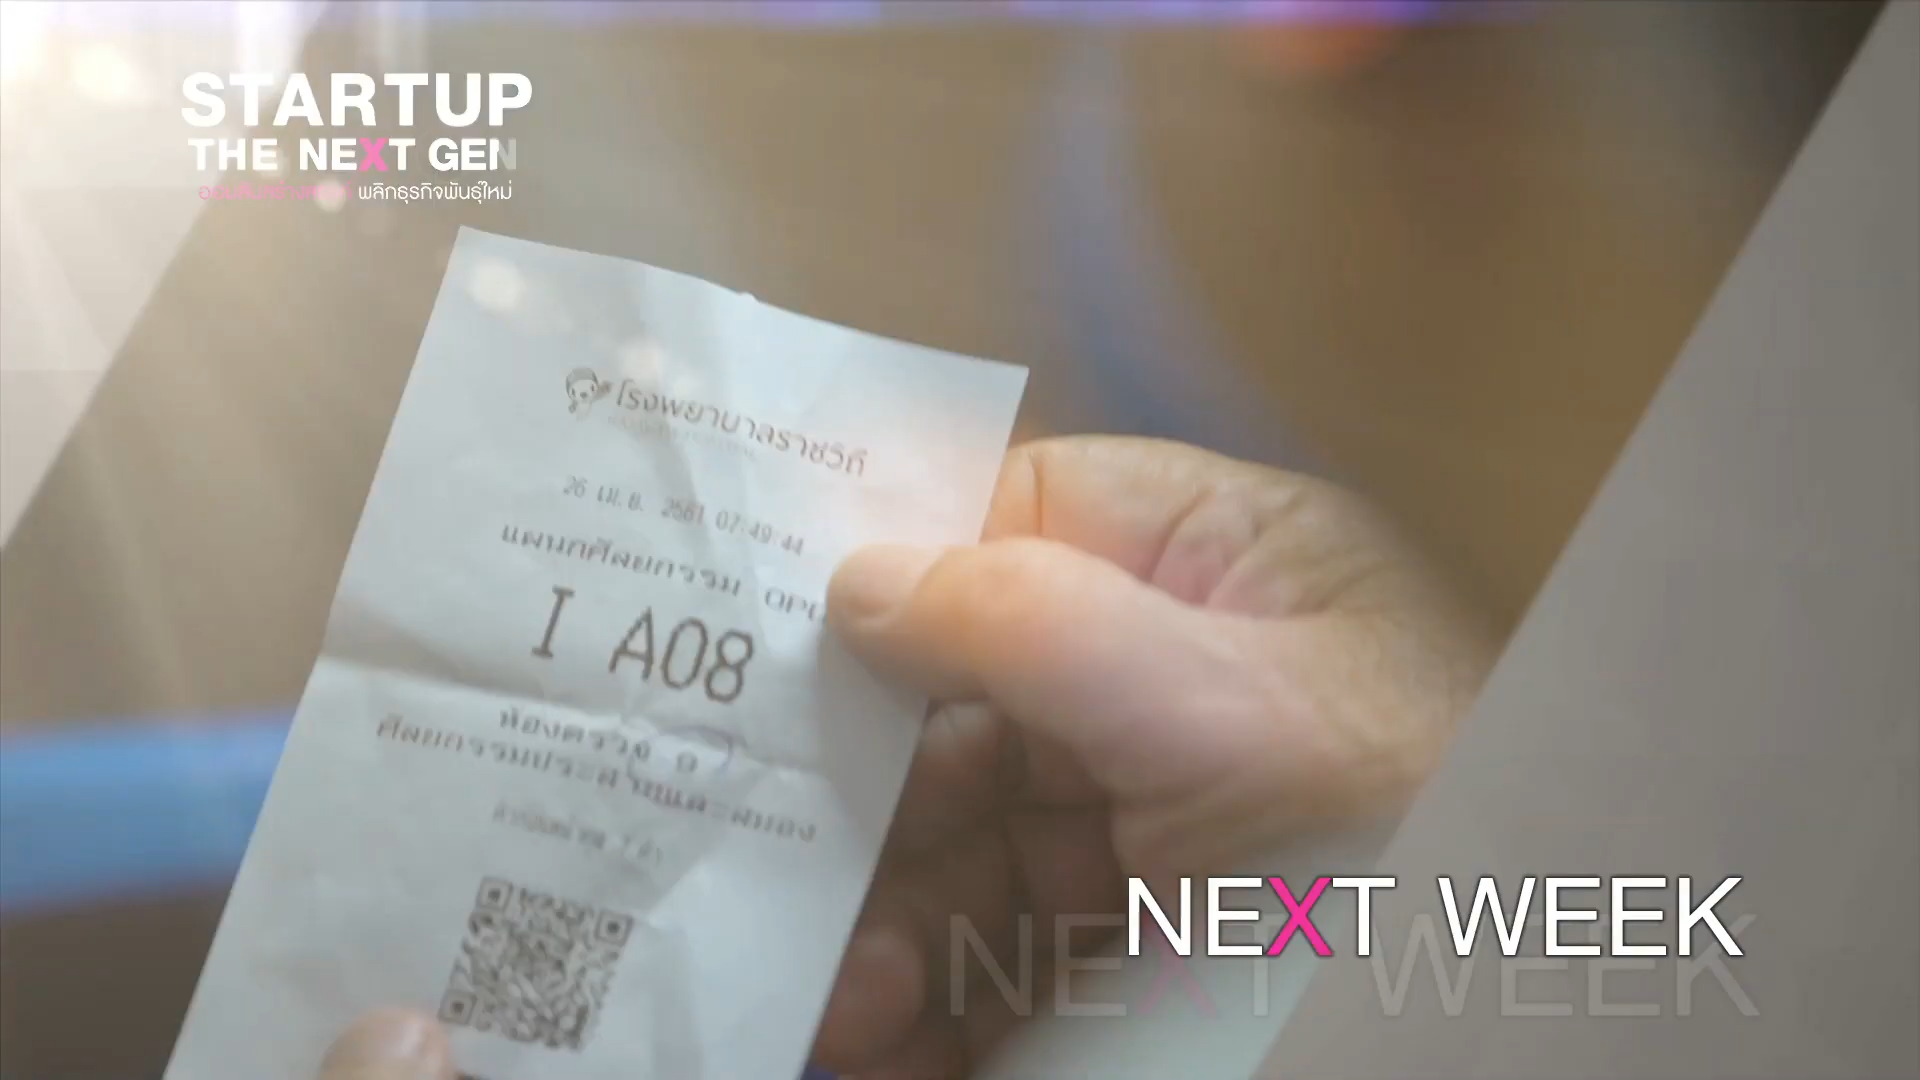 STARTUP
THE NEXT GEN
พลิกธุรกิจพันธุ์ใหม่
โรงพยาบาลราชวิถี
26 เม.ย. 2561 07:49:44
แผนกศัลยกรรม OPD
I A08
ห้องตรวจ 9
ศัลยกรรมประสาทและสมอง
NEXT WEEK